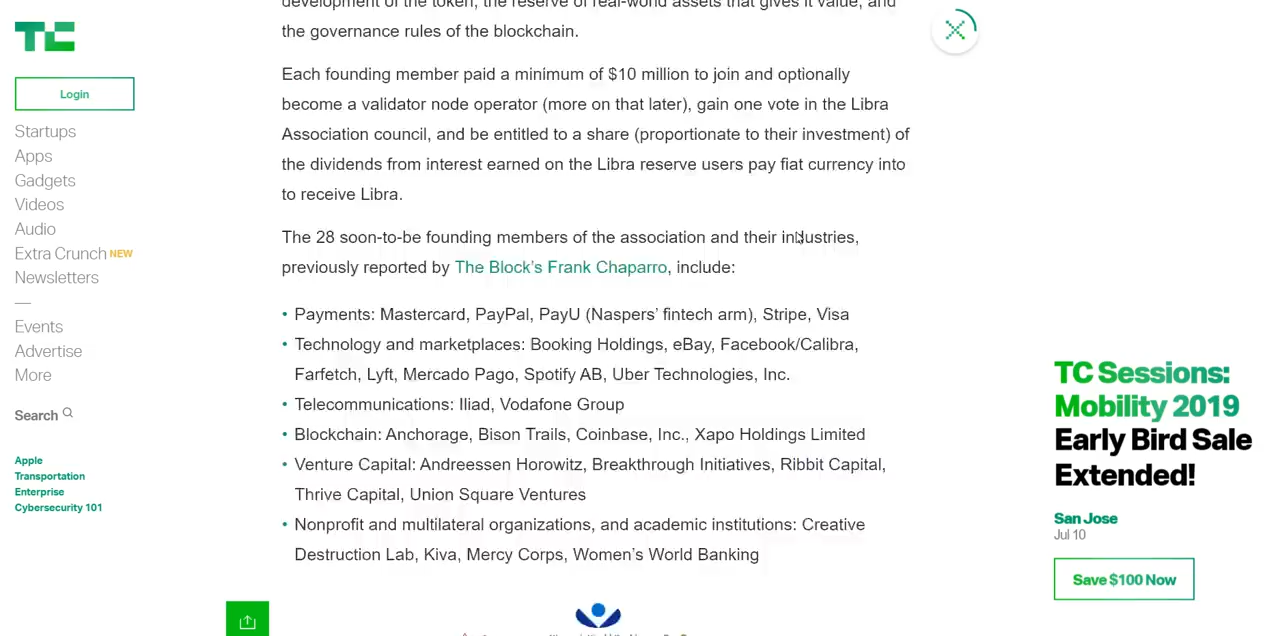 TC
Login
Startups
Apps
Gadgets
Videos
Audio
Extra Crunch NEW
Newsletters
—
Events
Advertise
More
Search
Apple
Transportation
Enterprise
Cybersecurity 101
development of the token, the reserve of real-world assets that gives it value, and
the governance rules of the blockchain.
Each founding member paid a minimum of $10 million to join and optionally
become a validator node operator (more on that later), gain one vote in the Libra
Association council, and be entitled to a share (proportionate to their investment) of
the dividends from interest earned on the Libra reserve users pay fiat currency into
to receive Libra.
The 28 soon-to-be founding members of the association and their industries,
previously reported by The Block’s Frank Chaparro, include:
• Payments: Mastercard, PayPal, PayU (Naspers’ fintech arm), Stripe, Visa
• Technology and marketplaces: Booking Holdings, eBay, Facebook/Calibra,
Farfetch, Lyft, Mercado Pago, Spotify AB, Uber Technologies, Inc.
• Telecommunications: Iliad, Vodafone Group
• Blockchain: Anchorage, Bison Trails, Coinbase, Inc., Xapo Holdings Limited
• Venture Capital: Andreessen Horowitz, Breakthrough Initiatives, Ribbit Capital,
Thrive Capital, Union Square Ventures
• Nonprofit and multilateral organizations, and academic institutions: Creative
Destruction Lab, Kiva, Mercy Corps, Women’s World Banking
TC Sessions:
Mobility 2019
Early Bird Sale
Extended!
San Jose
Jul 10
Save $100 Now